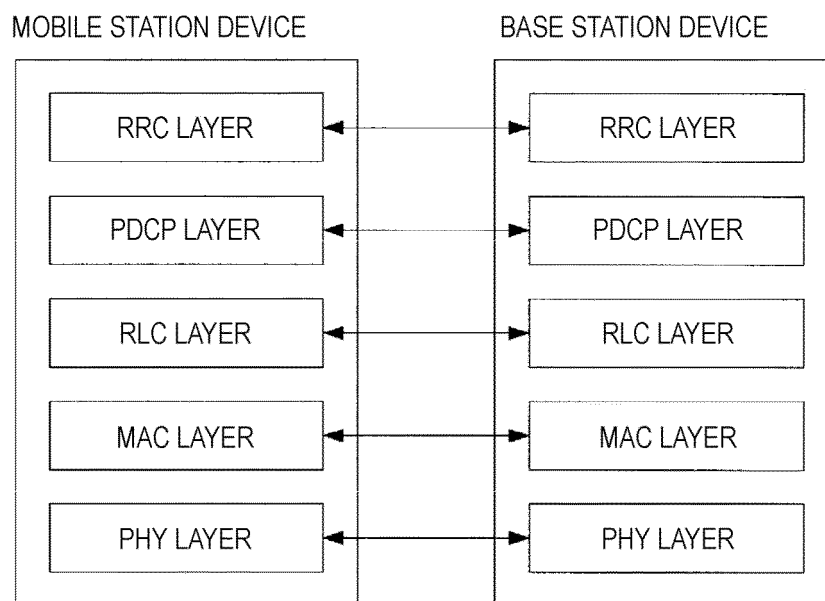 MOBILE STATION DEVICE
BASE STATION DEVICE
RRC LAYER
RRC LAYER
PDCP LAYER
PDCP LAYER
RLC LAYER
RLC LAYER
MAC LAYER
MAC LAYER
PHY LAYER
PHY LAYER